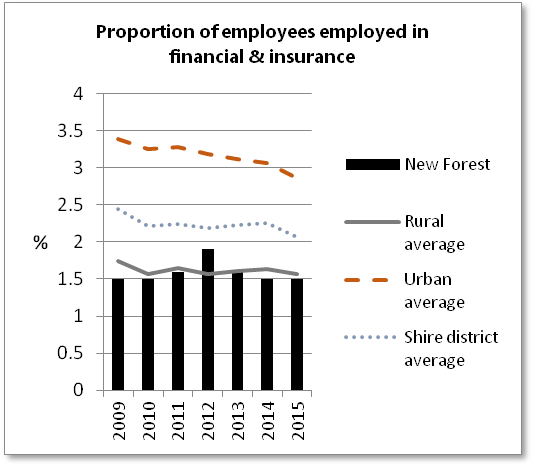 Proportion of employees employed in
financial & insurance
4
3.5
3
2.5
2
1.5
1
0.5
0
%
2009
2010
2011
2012
2013
2014
2015
New Forest
Rural
average
Urban
average
Shire district
average